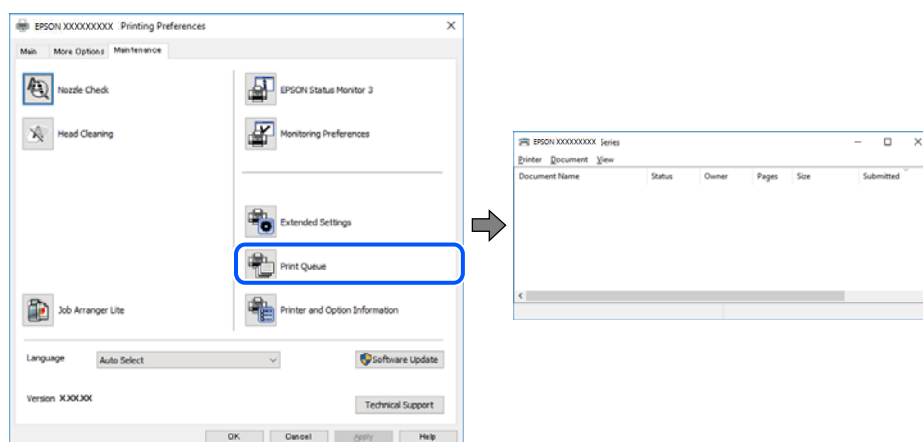 EPSON XXXXXXXXX Printing Preferences
Main More Options Maintenance
Nozzle Check
EPSON Status Monitor 3
Head Cleaning
Monitoring Preferences
Extended Settings
Print Queue
Job Arranger Lite
Printer and Option Information
Language Auto Select
Software Update
Version X.XX.XX
Technical Support
OK Cancel Apply Help
EPSON XXXXXXXXX Series
Printer Document View
Document Name Status Owner Pages Size Submitted